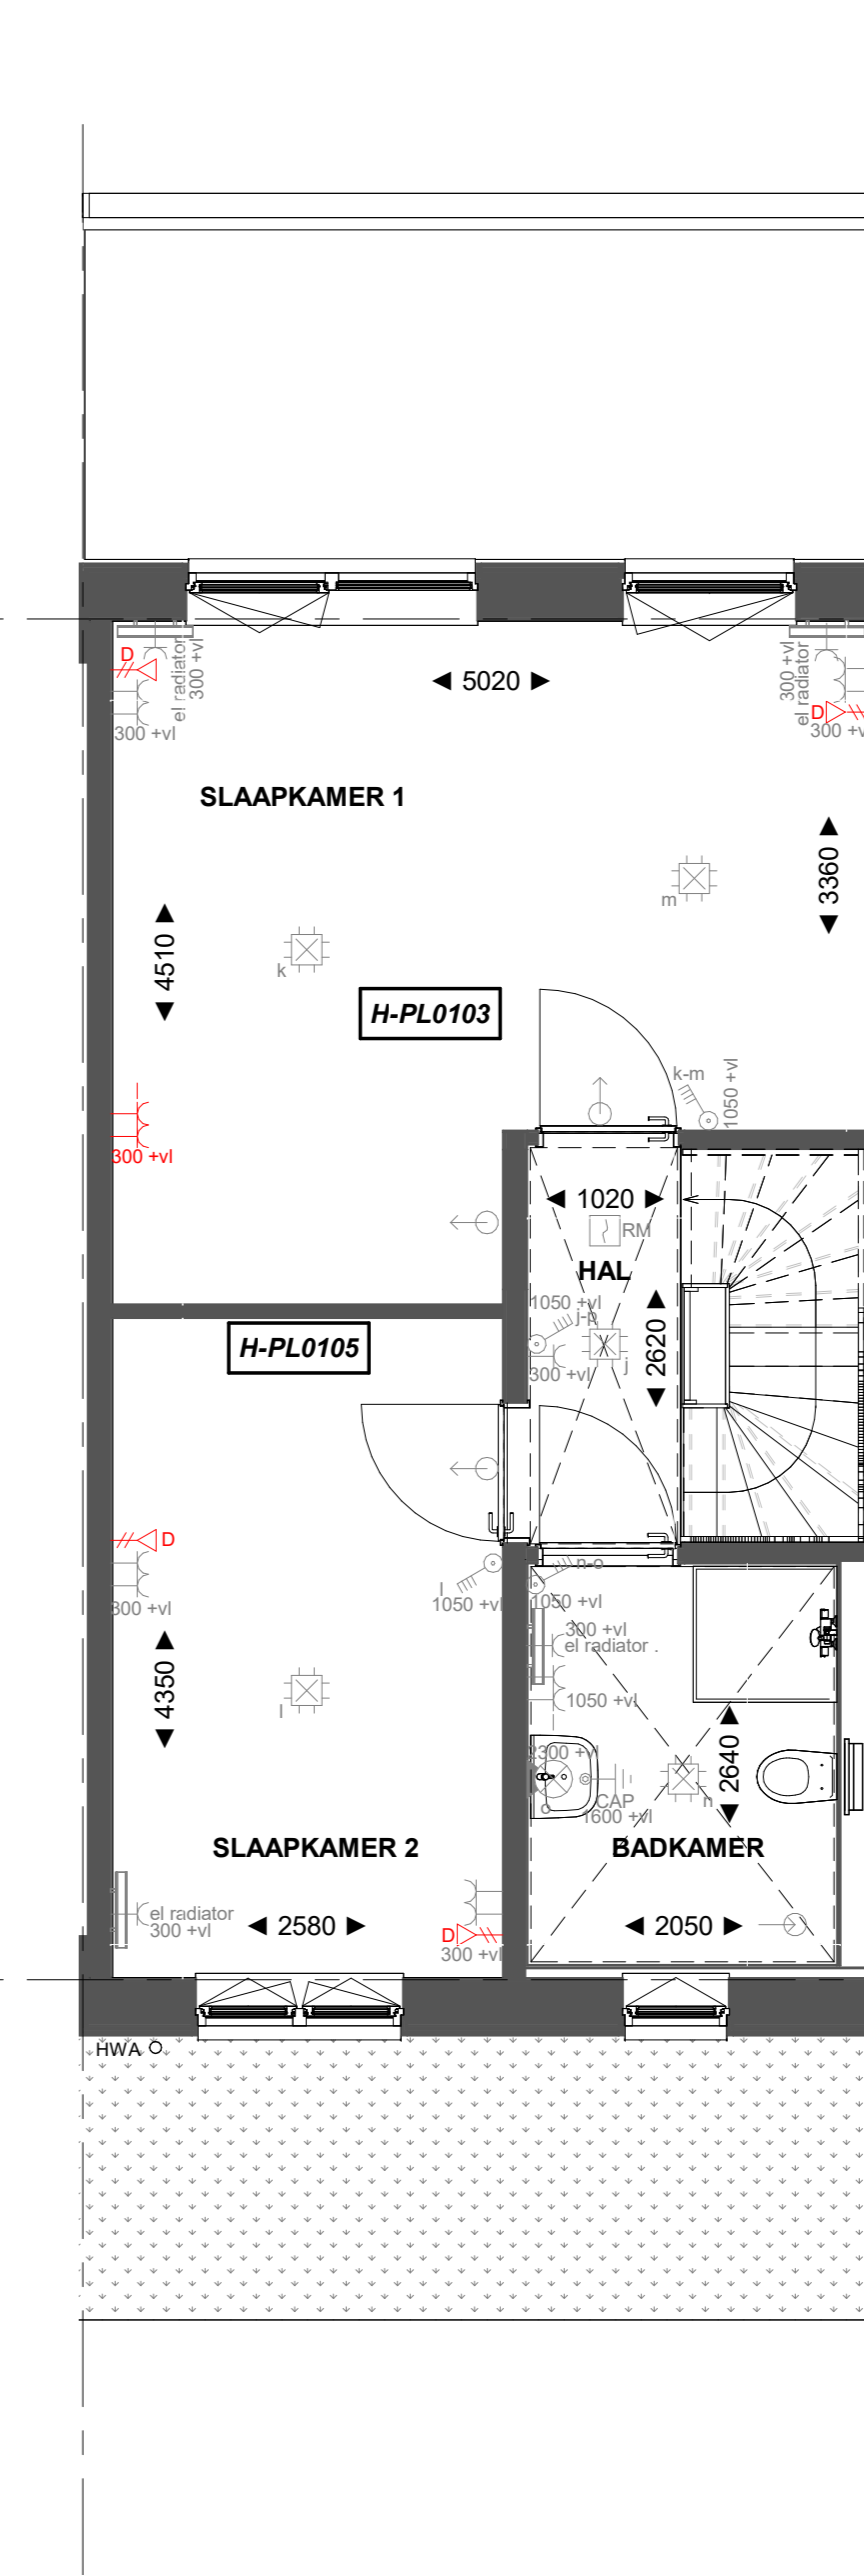 D
el radiator
300 +vl
300 +vl
5020
300 +vl
el radiator
D
300 +v
SLAAPKAMER 1
3360
m
4510
k
H-PL0103
k-m
1050 +vl
300 +vl
1020
RM
HAL
1050 +vl
j-p
2620
300 +vl
j
H-PL0105
D
300 +vl
l
1050 +vl
n-o
1050 +vl
300 +vl
el radiator .
4350
l
1050 +vl
2640
2300 +vl
CAP
n
o
1600 +vl
SLAAPKAMER 2
BADKAMER
el radiator
300 +vl
2580
D
300 +vl
2050
HWA